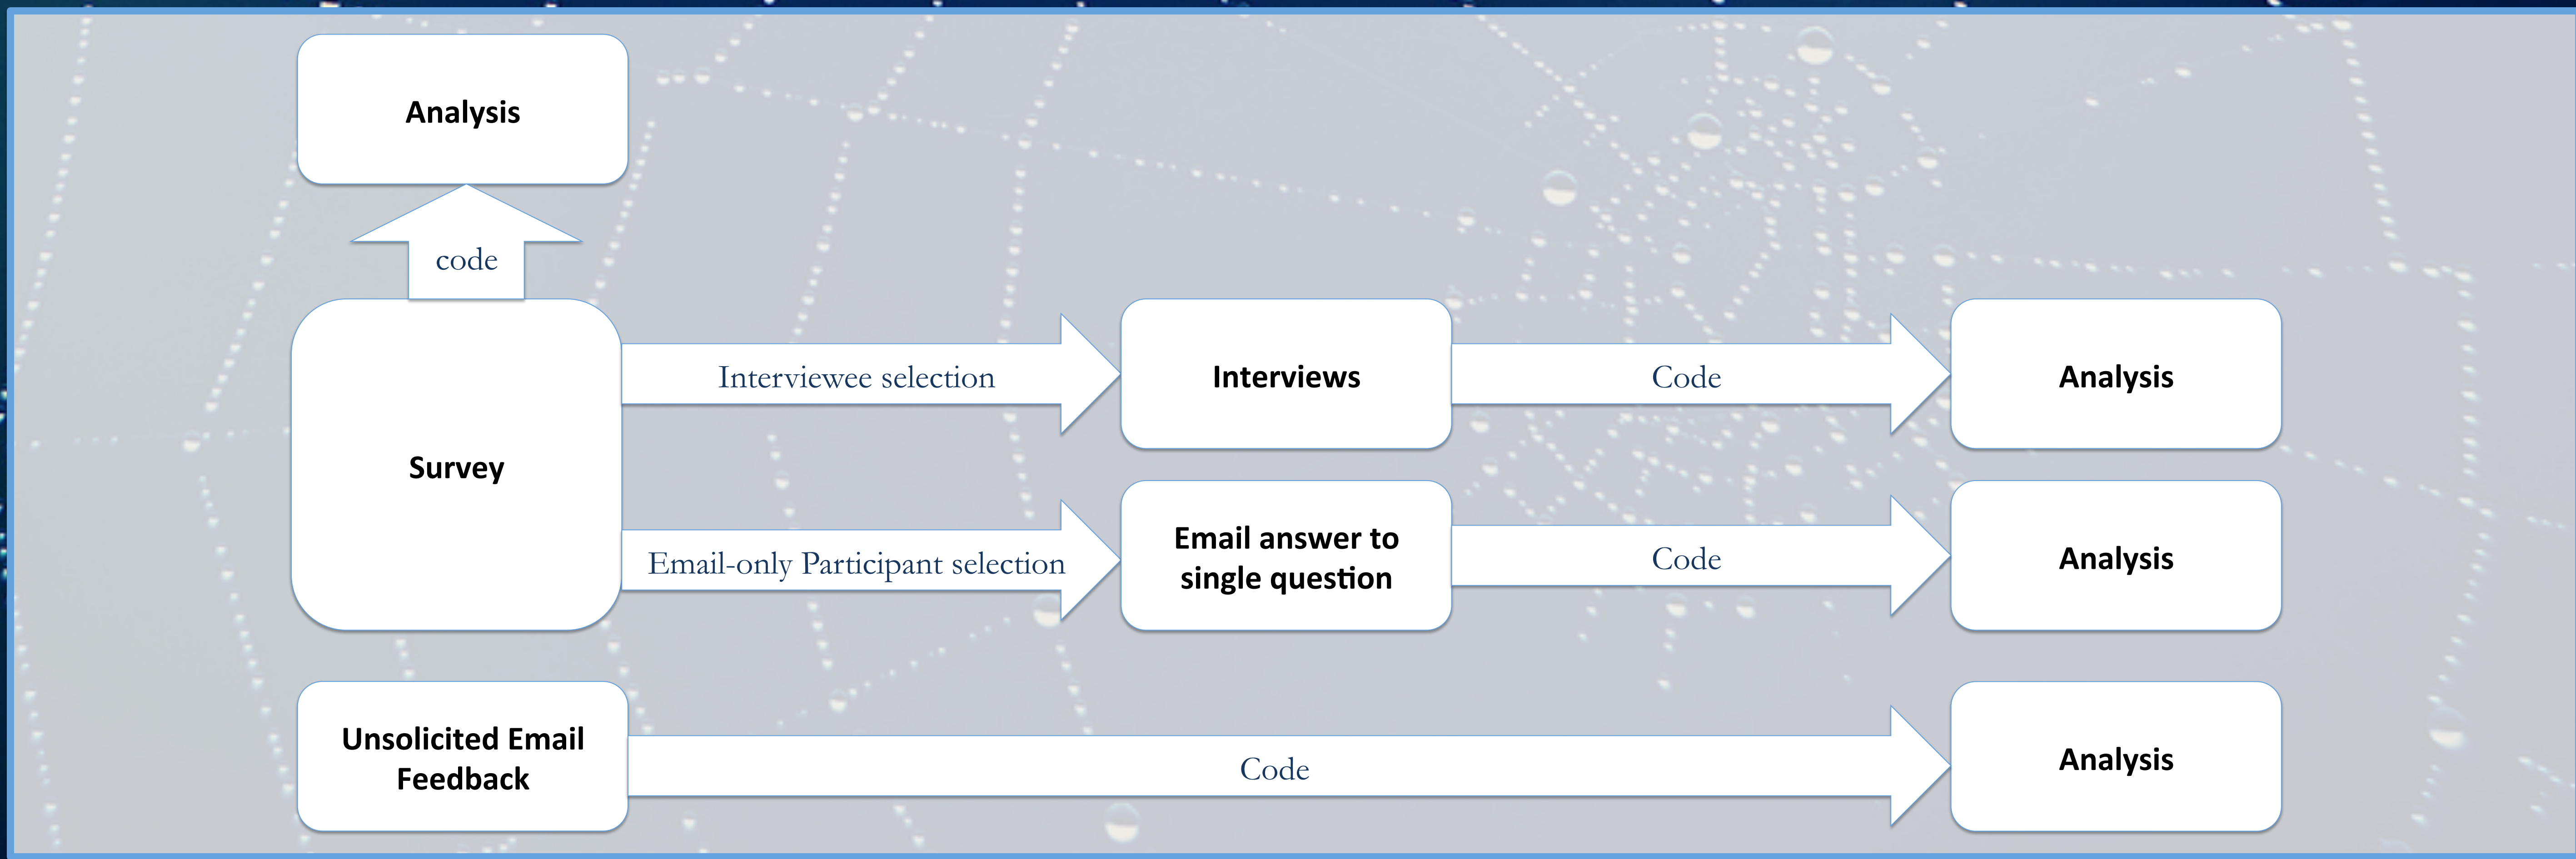 Analysis
code
Survey
Interviewee selection
Interviews
Code
Analysis
Email-only Participant selection
Email answer to
single question
Code
Analysis
Unsolicited Email
Feedback
Code
Analysis